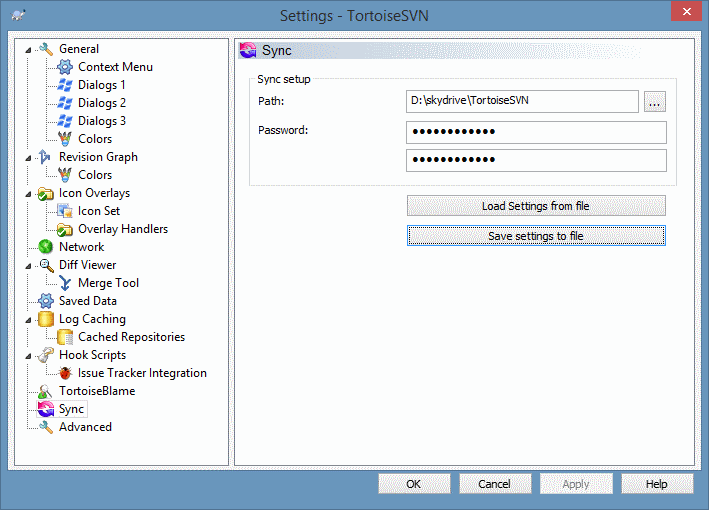 Settings - TortoiseSVN
General
Context Menu
Dialogs 1
Dialogs 2
Dialogs 3
Colors
Revision Graph
Colors
Icon Overlays
Icon Set
Overlay Handlers
Network
Diff Viewer
Merge Tool
Saved Data
Log Caching
Cached Repositories
Hook Scripts
Issue Tracker Integration
TortoiseBlame
Sync
Advanced
Sync
Sync setup
Path:
D:\skydrive\TortoiseSVN
...
Password:
●●●●●●●●●●●●
●●●●●●●●●●●●
Load Settings from file
Save settings to file
OK
Cancel
Apply
Help